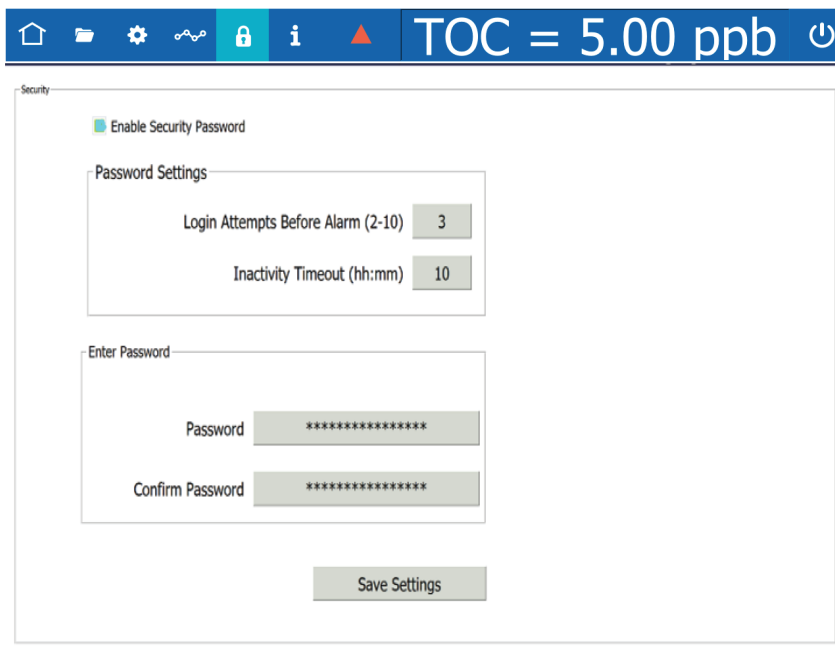 TOC = 5.00 ppb
Security
Enable Security Password
Password Settings
Login Attempts Before Alarm (2-10) 3
Inactivity Timeout (hh:mm) 10
Enter Password
Password ****************
Confirm Password ****************
Save Settings